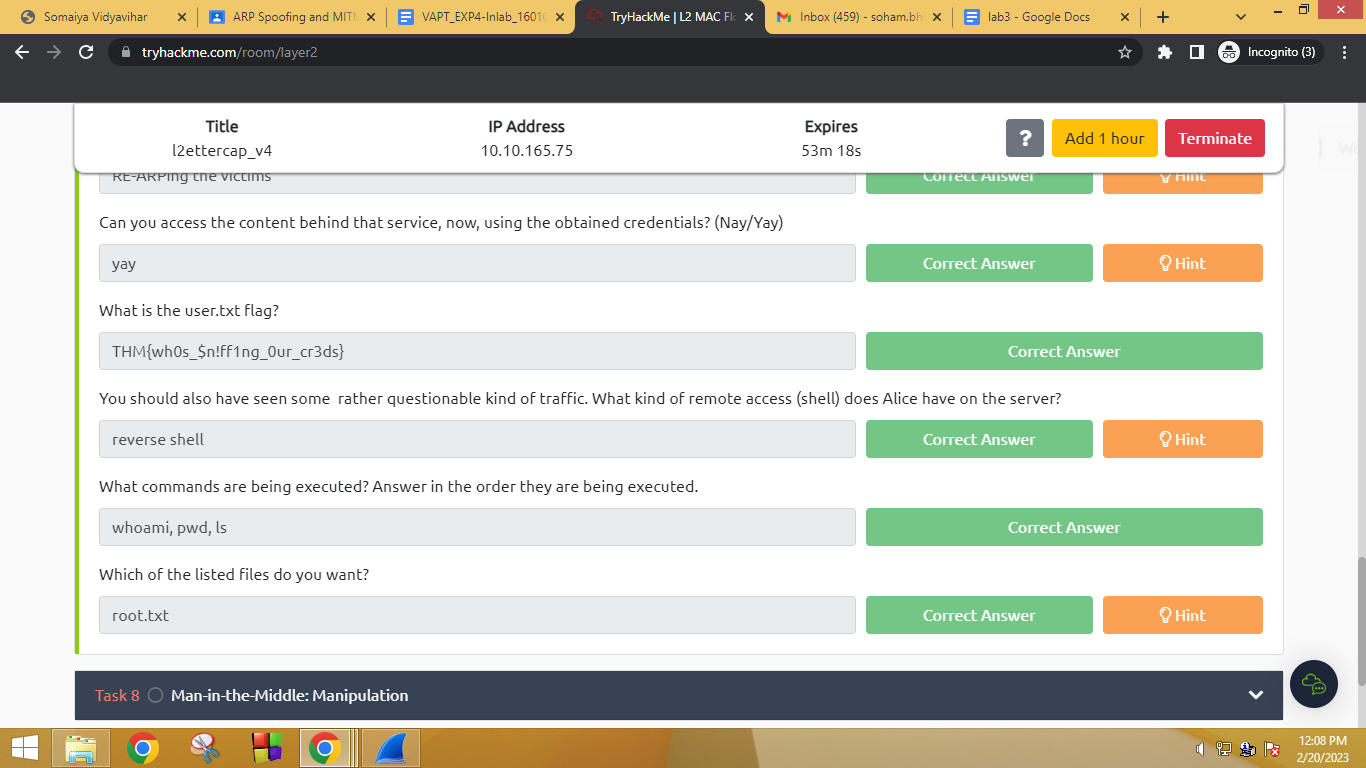 Somaiya Vidyavihar
ARP Spoofing and MITM
VAPT_EXP4-Inlab_1601
TryHackMe | L2 MAC Fl
Inbox (459) - soham.bh
lab3 - Google Docs
tryhackme.com/room/layer2
Incognito (3)
Title
IP Address
Expires
l2ettercap_v4
10.10.165.75
53m 18s
?
Add 1 hour
Terminate
RE-ARPing the victims
Correct Answer
Hint
Can you access the content behind that service, now, using the obtained credentials? (Nay/Yay)
yay
Correct Answer
Hint
What is the user.txt flag?
THM{wh0s_$n!ff1ng_0ur_cr3ds}
Correct Answer
You should also have seen some  rather questionable kind of traffic. What kind of remote access (shell) does Alice have on the server?
reverse shell
Correct Answer
Hint
What commands are being executed? Answer in the order they are being executed.
whoami, pwd, ls
Correct Answer
Which of the listed files do you want?
root.txt
Correct Answer
Hint
Task 8
Man-in-the-Middle: Manipulation
12:08 PM
2/20/2023